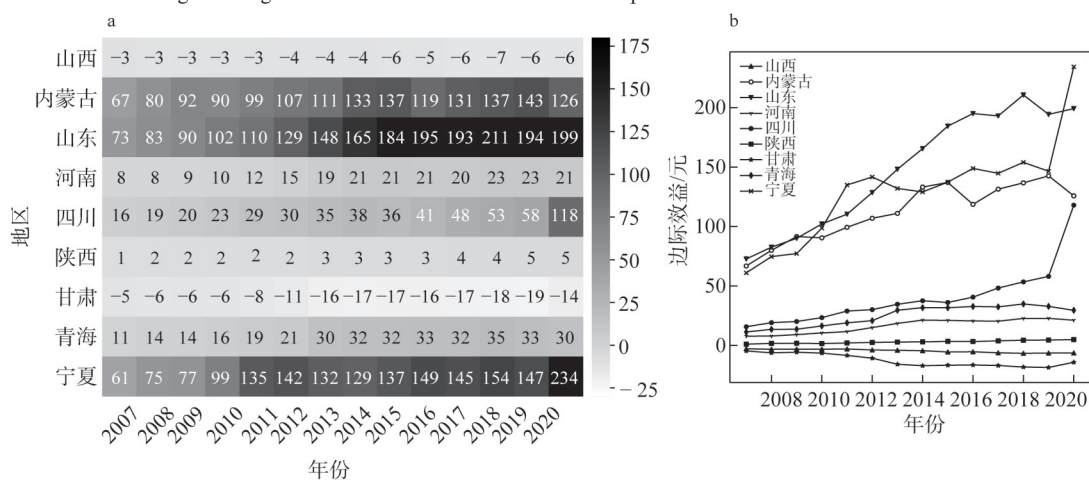 a
山西 −3 −3 −3 −3 −3 −4 −4 −4 −6 −5 −6 −7 −6 −6
内蒙古 67 80 92 90 99 107 111 133 137 119 131 137 143 126
山东 73 83 90 102 110 129 148 165 184 195 193 211 194 199
河南 8 8 9 10 12 15 19 21 21 21 20 23 23 21
四川 16 19 20 23 29 30 35 38 36 41 48 53 58 118
陕西 1 2 2 2 2 2 3 3 3 3 4 4 5 5
甘肃 −5 −6 −6 −6 −8 −11 −16 −17 −17 −16 −17 −18 −19 −14
青海 11 14 14 16 19 21 30 32 32 33 32 35 33 30
宁夏 61 75 77 99 135 142 132 129 137 149 145 154 147 234
2007 2008 2009 2010 2011 2012 2013 2014 2015 2016 2017 2018 2019 2020
年份
地区
175
150
125
100
75
50
25
0
−25
b
山西
内蒙古
山东
河南
四川
陕西
甘肃
青海
宁夏
200
150
100
50
0
边际效益/元
2008 2010 2012 2014 2016 2018 2020
年份